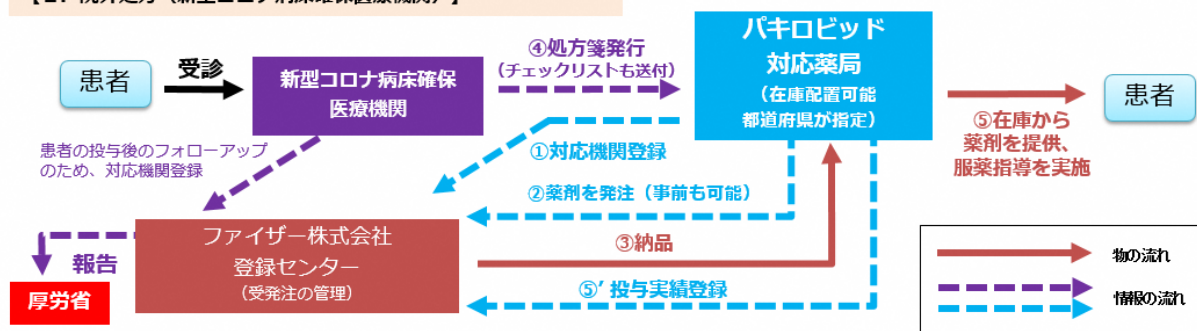 患者
受診
新型コロナ病床確保
医療機関
④処方箋発行
（チェックリストも送付）
パキロビッド
対応薬局
（在庫配置可能
都道府県が指定）
⑤在庫から
薬剤を提供、
服薬指導を実施
患者
患者の投与後のフォローアップ
のため、対応機関登録
①対応機関登録
②薬剤を発注（事前も可能）
③納品
⑤’投与実績登録
ファイザー株式会社
登録センター
（受発注の管理）
報告
厚労省
物の流れ
情報の流れ